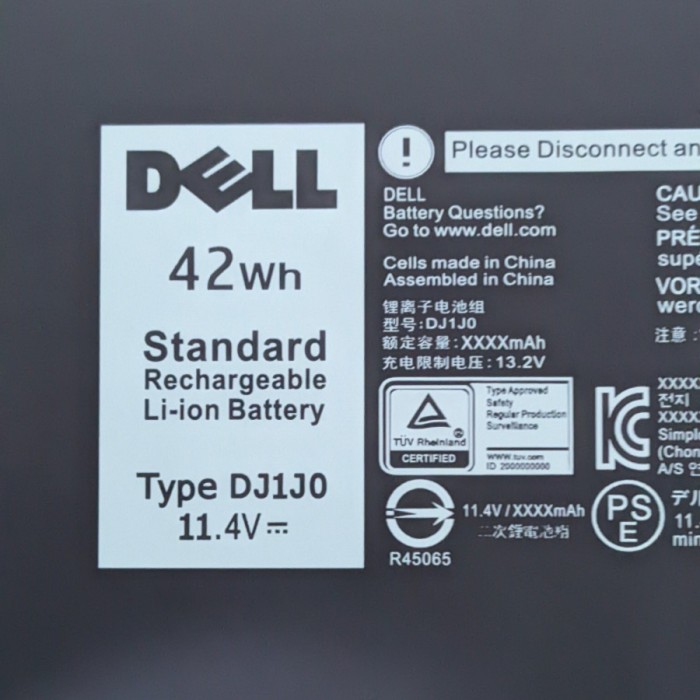 DELL
42Wh
Standard
Rechargeable
Li-ion Battery
Type DJ1J0
11.4V
!
Please Disconnect an
DELL
Battery Questions?
Go to www.dell.com
Cells made in China
Assembled in China
锂离子电池组
型号:DJ1J0
额定容量:XXXXmAh
充电限制电压:13.2V
TÜV Rheinland
CERTIFIED
Type Approved
Safety
Regular Production
Surveillance
www.tuv.com
ID 2000000000
R45065
11.4V / XXXXmAh
二次鋰電池組
CAU
See
PRÉ
supe
VOR
werd
注意:
XXXX
전지
XXXX
Simple
(Chon
A/S 연
PS
E
デル
11.
min